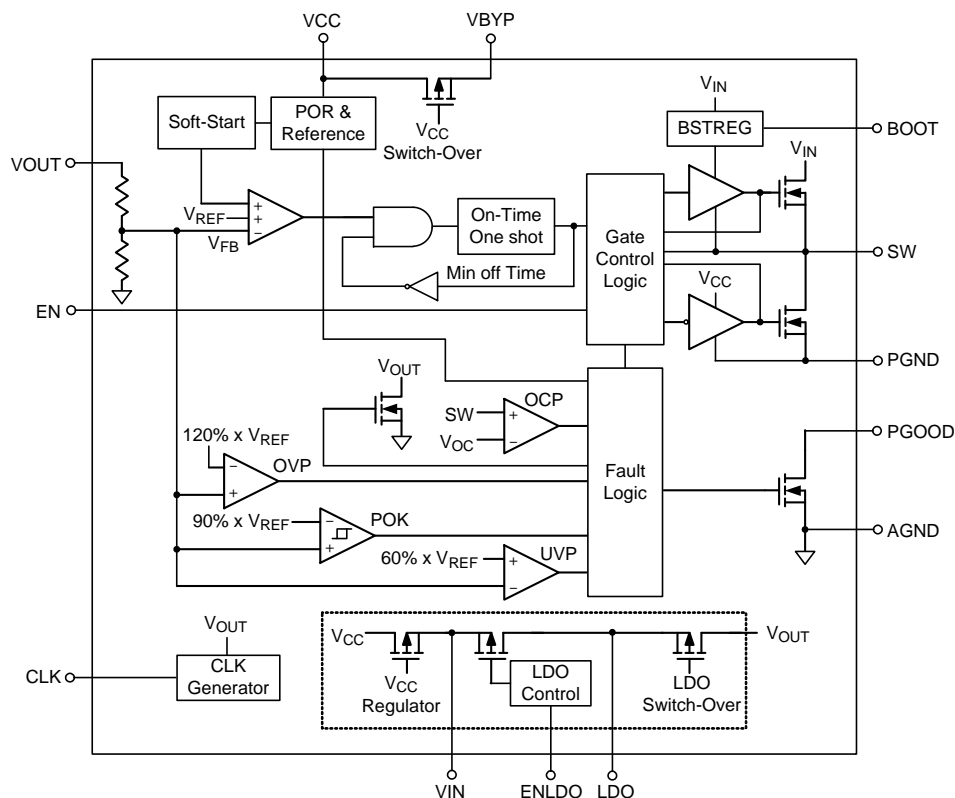 VCC
VBYP
VIN
Soft-Start
POR &
Reference
BSTREG
BOOT
VCC
Switch-Over
VIN
VOUT
VREF
+
+
−
VFB
On-Time
One shot
Min off Time
Gate
Control
Logic
SW
VCC
EN
PGND
VOUT
SW
+
OCP
VOC
−
120% x VREF
−
OVP
+
Fault
Logic
PGOOD
90% x VREF
−
POK
+
AGND
60% x VREF
+
UVP
−
VOUT
CLK
CLK
Generator
VCC
VCC
Regulator
LDO
Control
LDO
Switch-Over
VOUT
VIN
ENLDO
LDO